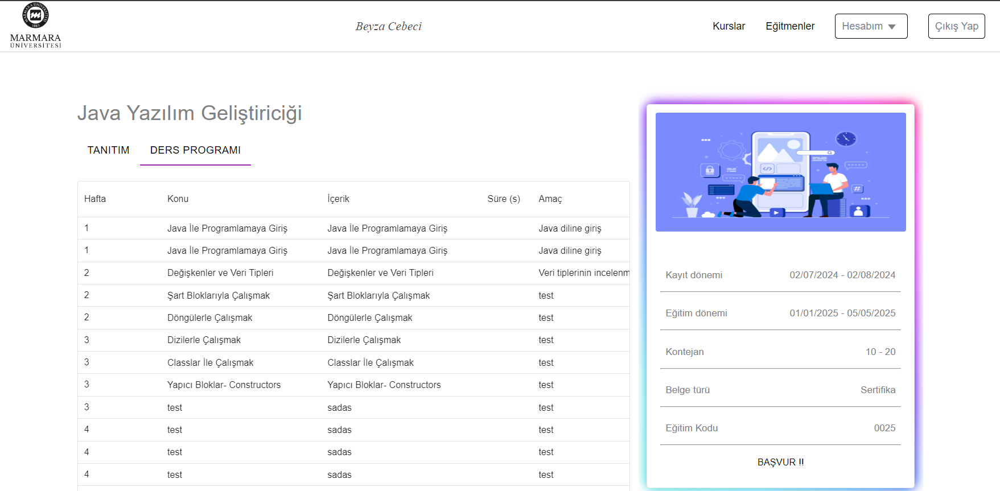 MARMARA ÜNİVERSİTESİ
1883
MARMARA
ÜNİVERSİTESİ
Beyza Cebeci
Kurslar
Eğitmenler
Hesabım
Çıkış Yap
Java Yazılım Geliştiriciği
TANITIM DERS PROGRAMI
Hafta Konu İçerik Süre (s) Amaç
1 Java İle Programlamaya Giriş Java İle Programlamaya Giriş Java diline giriş
1 Java İle Programlamaya Giriş Java İle Programlamaya Giriş Java diline giriş
2 Değişkenler ve Veri Tipleri Değişkenler ve Veri Tipleri Veri tiplerinin incelenm
2 Şart Bloklarıyla Çalışmak Şart Bloklarıyla Çalışmak test
2 Döngülerle Çalışmak Döngülerle Çalışmak test
3 Dizilerle Çalışmak Dizilerle Çalışmak test
3 Classlar İle Çalışmak Classlar İle Çalışmak test
3 Yapıcı Bloklar- Constructors Yapıcı Bloklar- Constructors test
3 test sadas test
4 test sadas test
4 test sadas test
4 test sadas test
</>
#
Kayıt dönemi 02/07/2024 - 02/08/2024
Eğitim dönemi 01/01/2025 - 05/05/2025
Kontejan 10 - 20
Belge türü Sertifika
Eğitim Kodu 0025
BAŞVUR !!